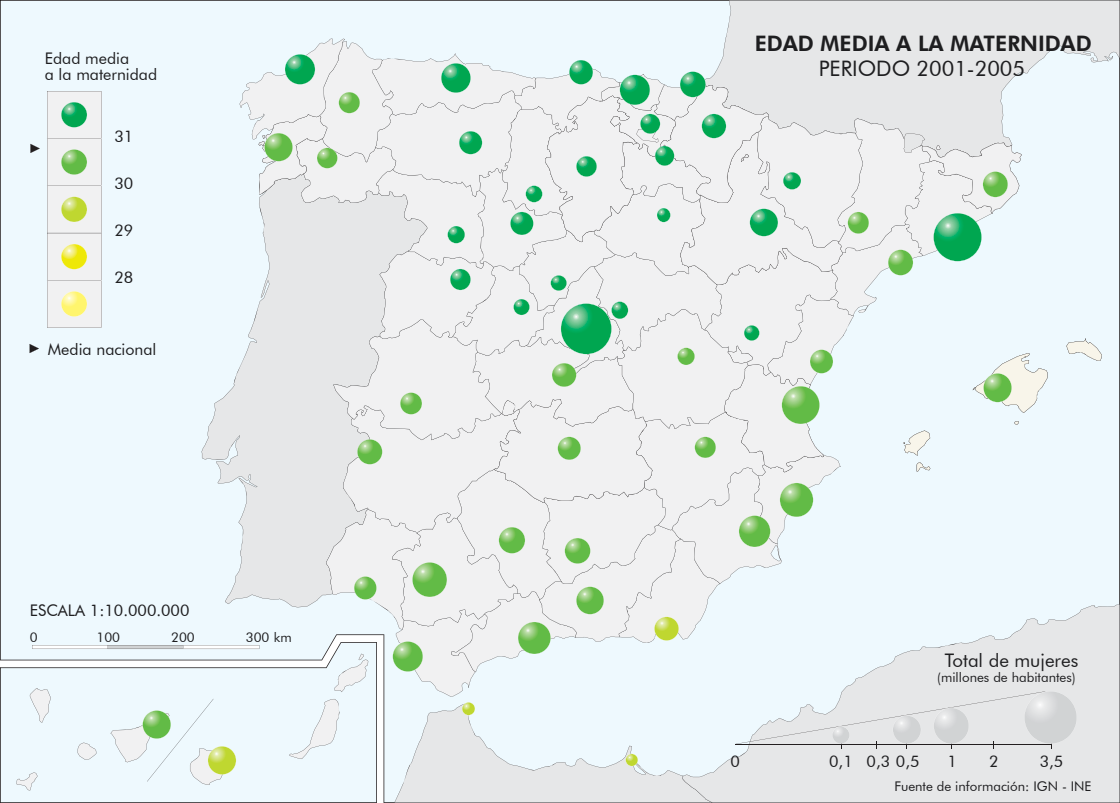 EDAD MEDIA A LA MATERNIDAD
PERIODO 2001-2005
Edad media
a la maternidad
31
30
29
28
Media nacional
ESCALA 1:10.000.000
0 100 200 300 km
Total de mujeres
(millones de habitantes)
0 0,1 0,3 0,5 1 2 3,5
Fuente de información: IGN - INE